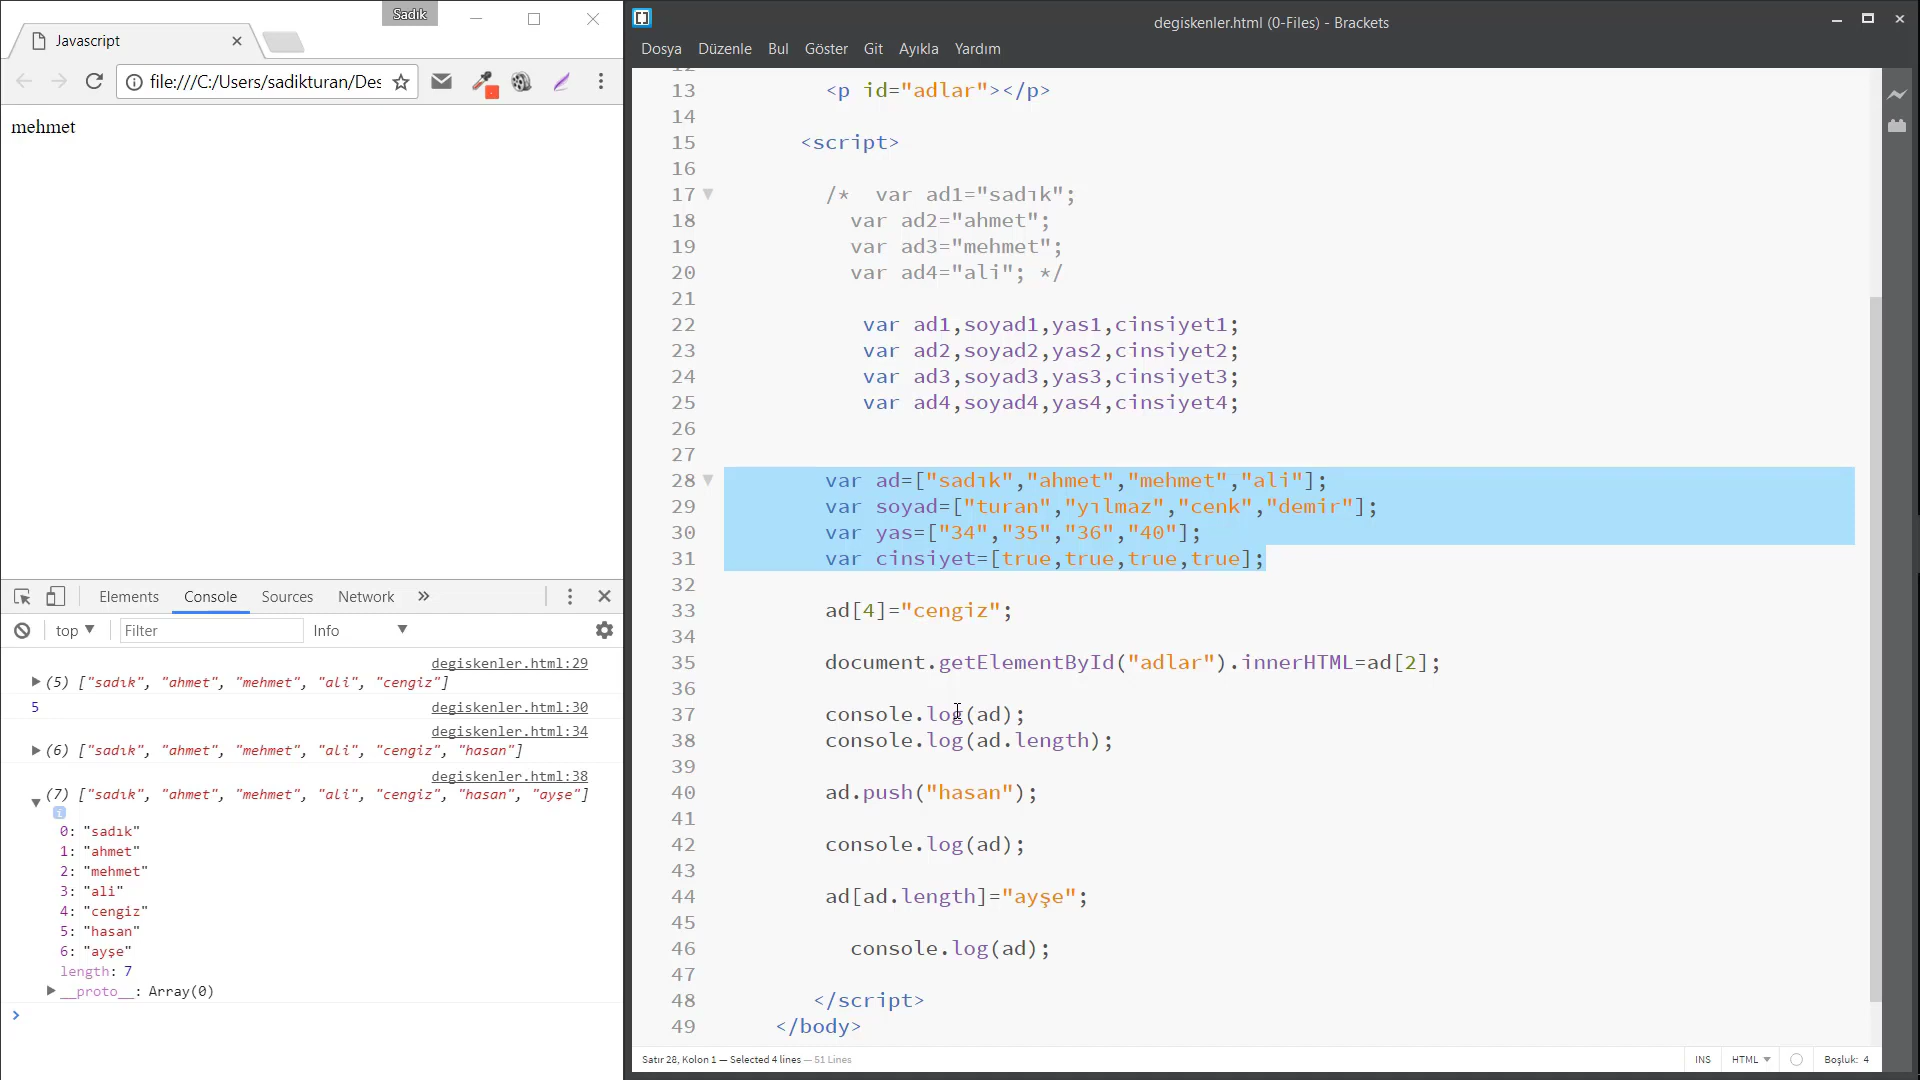 Sadik
Javascript
file:///C:/Users/sadikturan/Des
mehmet
Elements Console Sources Network »
top Filter Info
degiskenler.html:29
(5) ["sadık", "ahmet", "mehmet", "ali", "cengiz"]
5 degiskenler.html:30
degiskenler.html:34
(6) ["sadık", "ahmet", "mehmet", "ali", "cengiz", "hasan"]
degiskenler.html:38
(7) ["sadık", "ahmet", "mehmet", "ali", "cengiz", "hasan", "ayşe"]
i
0: "sadık"
1: "ahmet"
2: "mehmet"
3: "ali"
4: "cengiz"
5: "hasan"
6: "ayşe"
length: 7
__proto__: Array(0)
>
degiskenler.html (0-Files) - Brackets
Dosya Düzenle Bul Göster Git Ayıkla Yardım
13 <p id="adlar"></p>
14
15 <script>
16
17 /* var ad1="sadık";
18 var ad2="ahmet";
19 var ad3="mehmet";
20 var ad4="ali"; */
21
22 var ad1,soyad1,yas1,cinsiyet1;
23 var ad2,soyad2,yas2,cinsiyet2;
24 var ad3,soyad3,yas3,cinsiyet3;
25 var ad4,soyad4,yas4,cinsiyet4;
26
27
28 var ad=["sadık","ahmet","mehmet","ali"];
29 var soyad=["turan","yılmaz","cenk","demir"];
30 var yas=["34","35","36","40"];
31 var cinsiyet=[true,true,true,true];
32
33 ad[4]="cengiz";
34
35 document.getElementById("adlar").innerHTML=ad[2];
36
37 console.log(ad);
38 console.log(ad.length);
39
40 ad.push("hasan");
41
42 console.log(ad);
43
44 ad[ad.length]="ayşe";
45
46 console.log(ad);
47
48 </script>
49 </body>
Satır 28, Kolon 1 — Selected 4 lines — 51 Lines
INS HTML Boşluk: 4